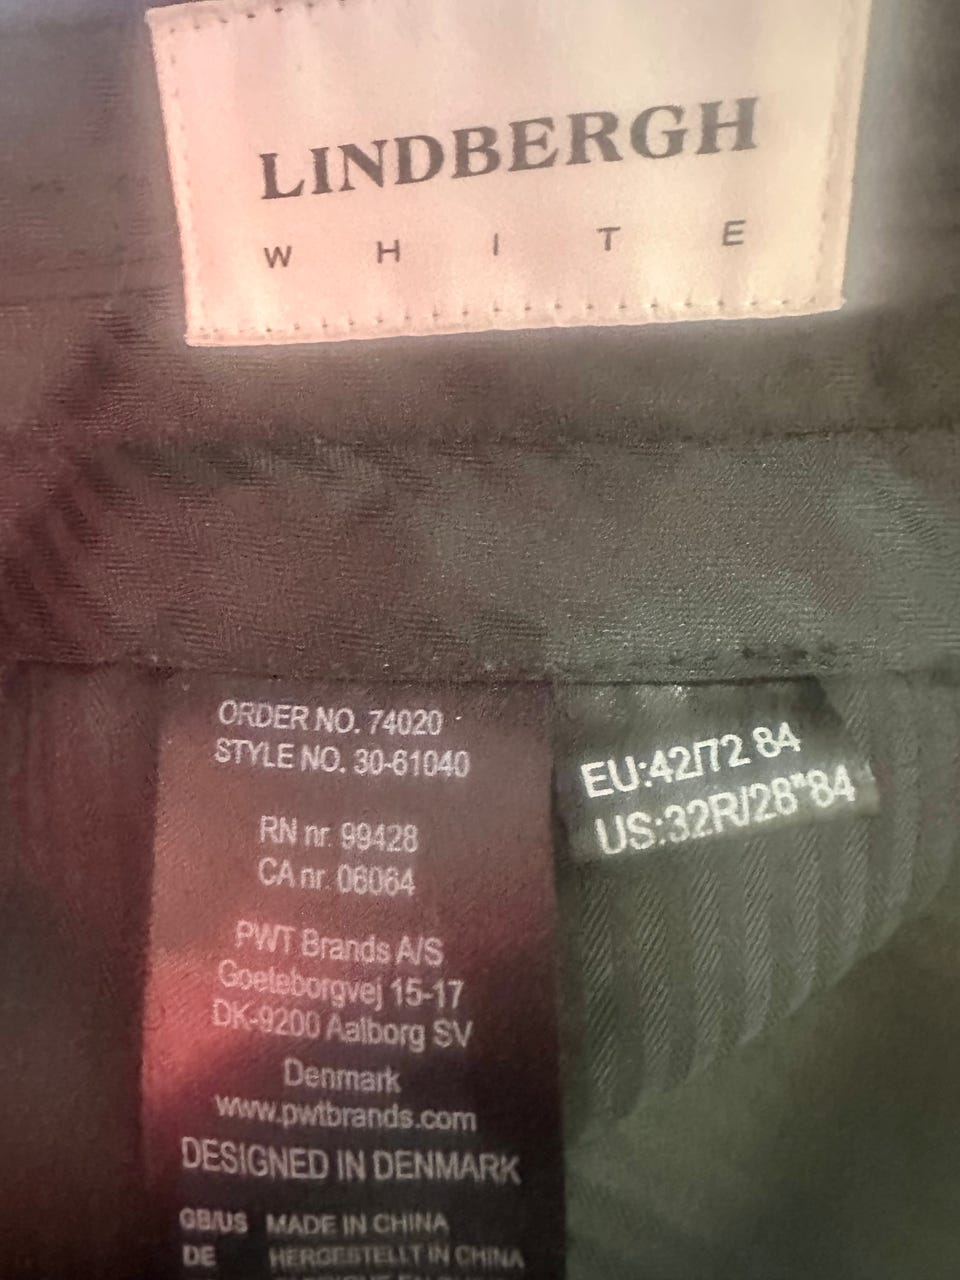 LINDBERGH
WHITE
ORDER NO. 74020
STYLE NO. 30-61040
RN nr. 99428
CA nr. 06064
PWT Brands A/S
Goeteborgvej 15-17
DK-9200 Aalborg SV
Denmark
www.pwtbrands.com
DESIGNED IN DENMARK
GB/US MADE IN CHINA
DE HERGESTELLT IN CHINA
EU:42/72 84
US:32R/28"84